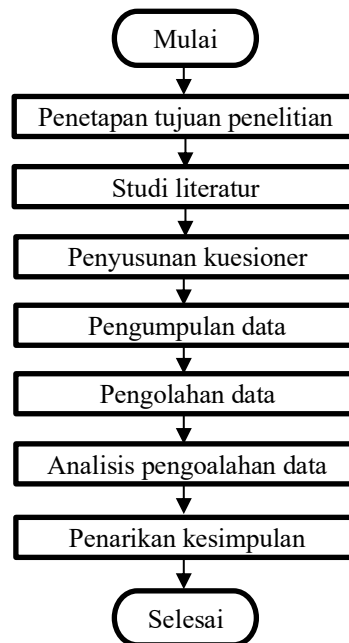 Mulai
Penetapan tujuan penelitian
Studi literatur
Penyusunan kuesioner
Pengumpulan data
Pengolahan data
Analisis pengoalahan data
Penarikan kesimpulan
Selesai